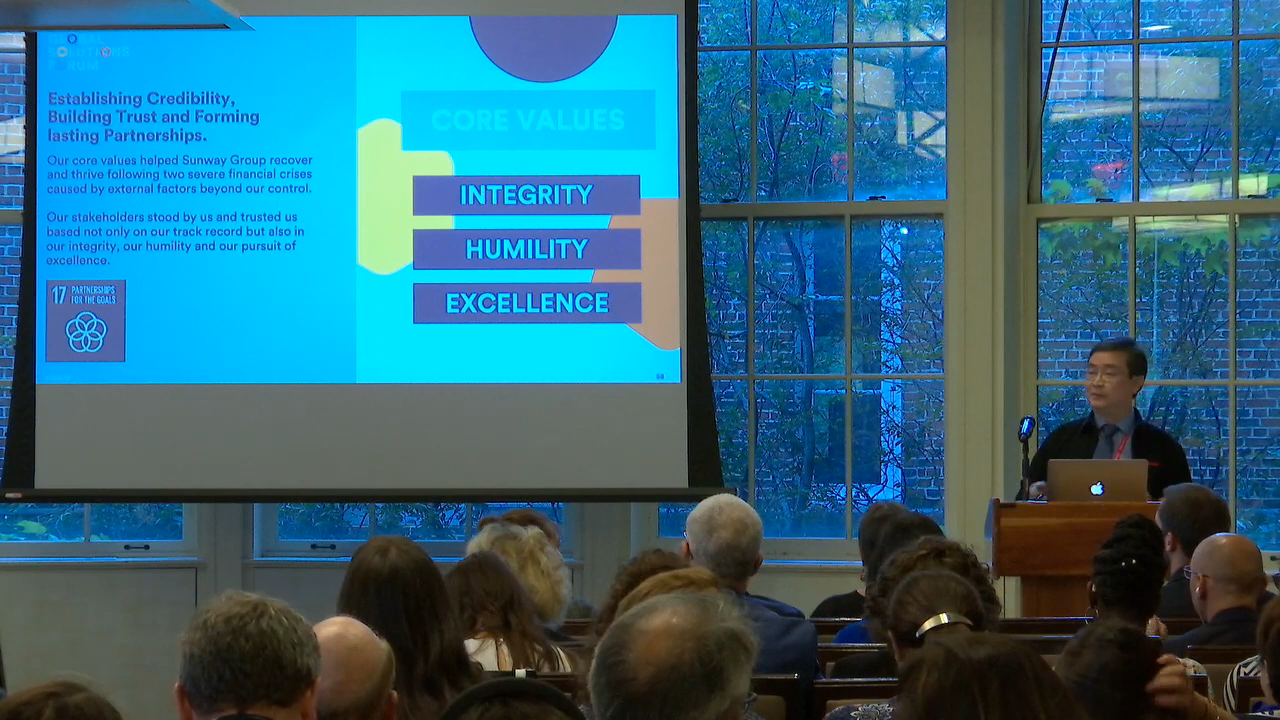 SOLUTIONS
Establishing Credibility,
Building Trust and Forming
lasting Partnerships.
Our core values helped Sunway Group recover
and thrive following two severe financial crises
caused by external factors beyond our control.
Our stakeholders stood by us and trusted us
based not only on our track record but also in
our integrity, our humility and our pursuit of
excellence.
17 PARTNERSHIPS
FOR THE GOALS
CORE VALUES
INTEGRITY
HUMILITY
EXCELLENCE